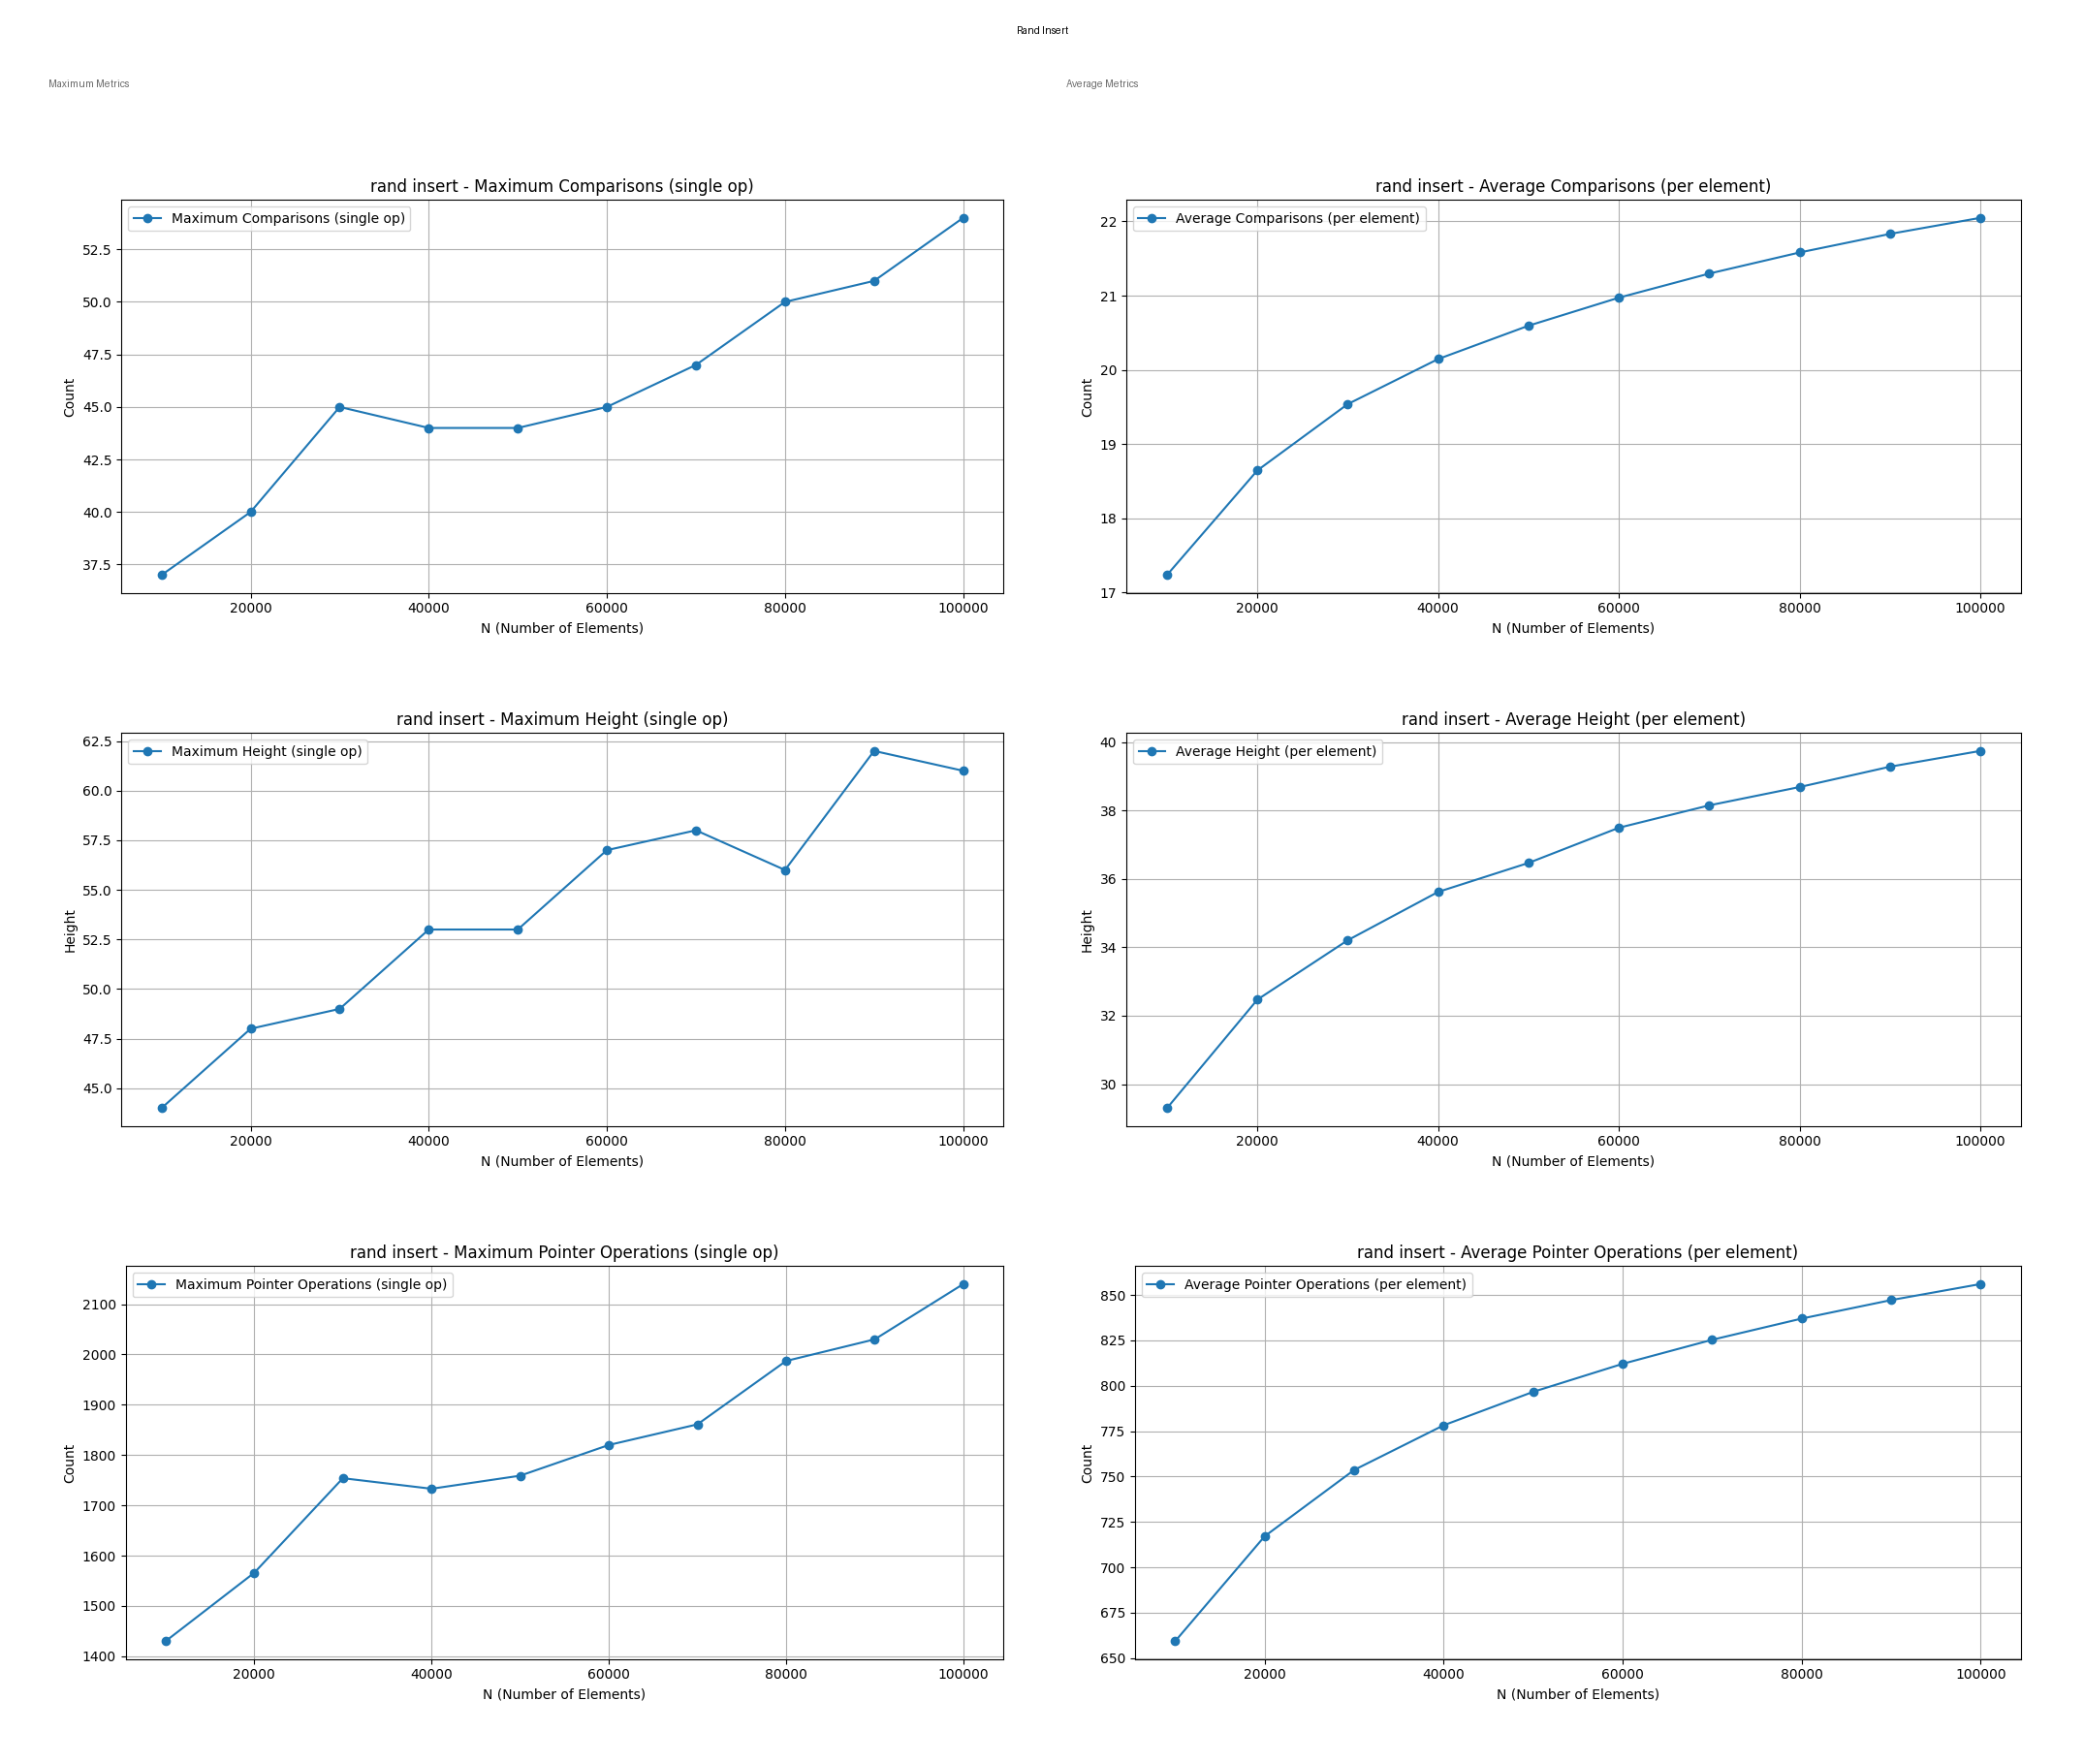 Rand Insert
Maximum Metrics
Average Metrics
rand insert - Maximum Comparisons (single op)
Maximum Comparisons (single op)
Count
52.5
50.0
47.5
45.0
42.5
40.0
37.5
20000 40000 60000 80000 100000
N (Number of Elements)
rand insert - Average Comparisons (per element)
Average Comparisons (per element)
Count
22
21
20
19
18
17
20000 40000 60000 80000 100000
N (Number of Elements)
rand insert - Maximum Height (single op)
Maximum Height (single op)
Height
62.5
60.0
57.5
55.0
52.5
50.0
47.5
45.0
20000 40000 60000 80000 100000
N (Number of Elements)
rand insert - Average Height (per element)
Average Height (per element)
Height
40
38
36
34
32
30
20000 40000 60000 80000 100000
N (Number of Elements)
rand insert - Maximum Pointer Operations (single op)
Maximum Pointer Operations (single op)
Count
2100
2000
1900
1800
1700
1600
1500
1400
20000 40000 60000 80000 100000
N (Number of Elements)
rand insert - Average Pointer Operations (per element)
Average Pointer Operations (per element)
Count
850
825
800
775
750
725
700
675
650
20000 40000 60000 80000 100000
N (Number of Elements)